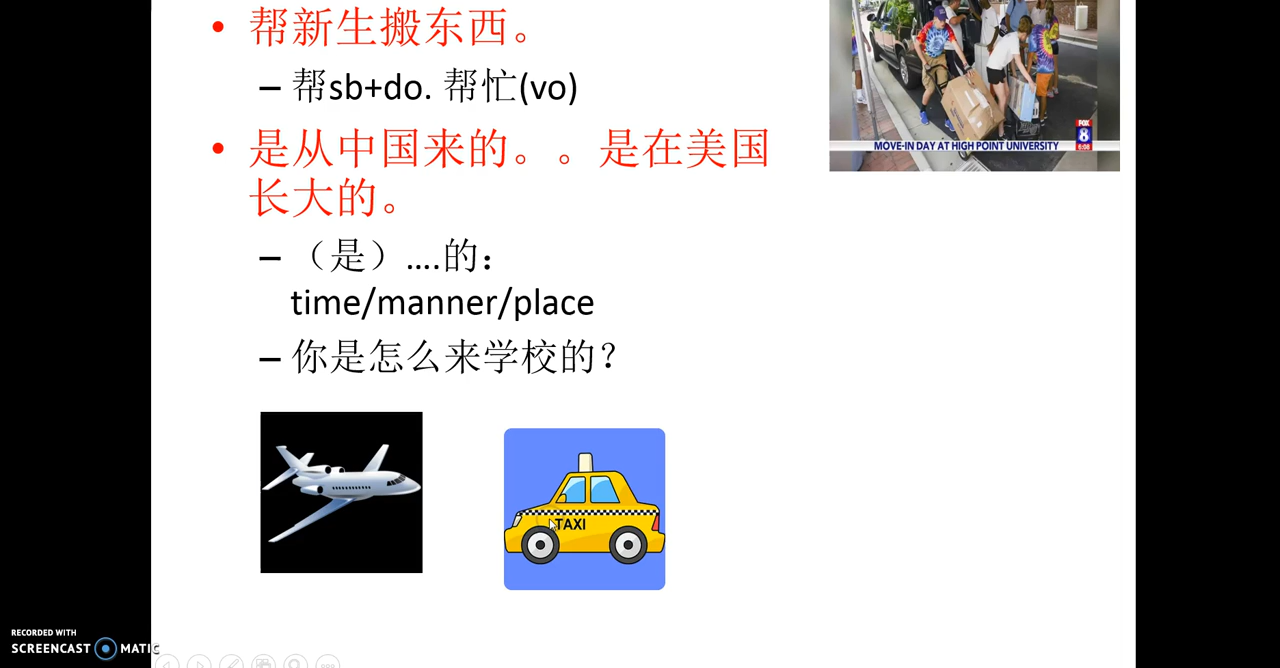 帮新生搬东西。
– 帮sb+do. 帮忙(vo)
MOVE-IN DAY AT HIGH POINT UNIVERSITY
FOX
8
6:08
是从中国来的。。是在美国
长大的。
– （是）....的：
time/manner/place
– 你是怎么来学校的？
TAXI
RECORDED WITH
SCREENCAST MATIC